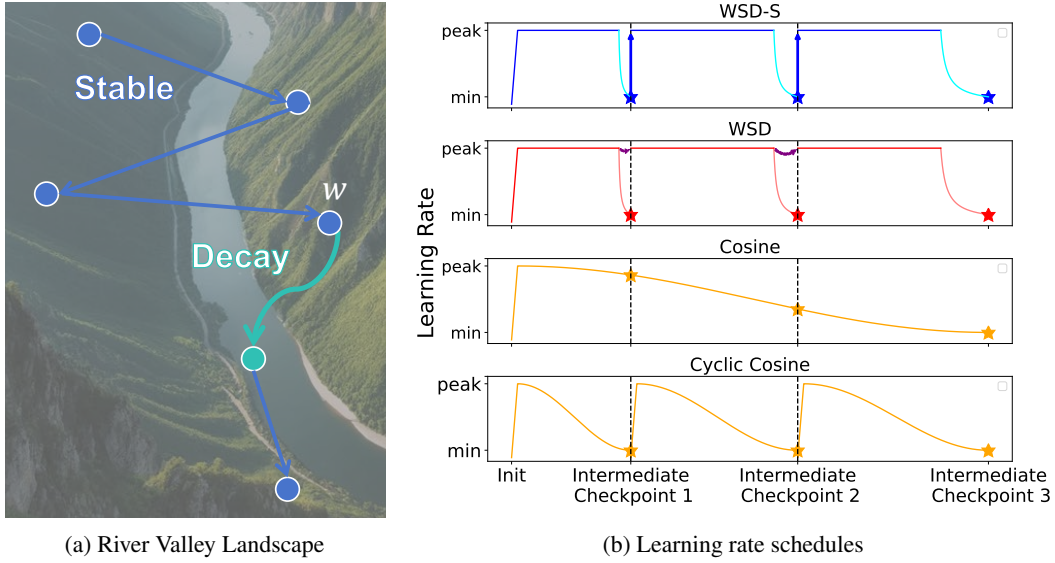 Stable
w
Decay
(a) River Valley Landscape
WSD-S
peak
min
WSD
peak
min
Learning Rate
Cosine
peak
min
Cyclic Cosine
peak
min
Init
Intermediate
Checkpoint 1
Intermediate
Checkpoint 2
Intermediate
Checkpoint 3
(b) Learning rate schedules